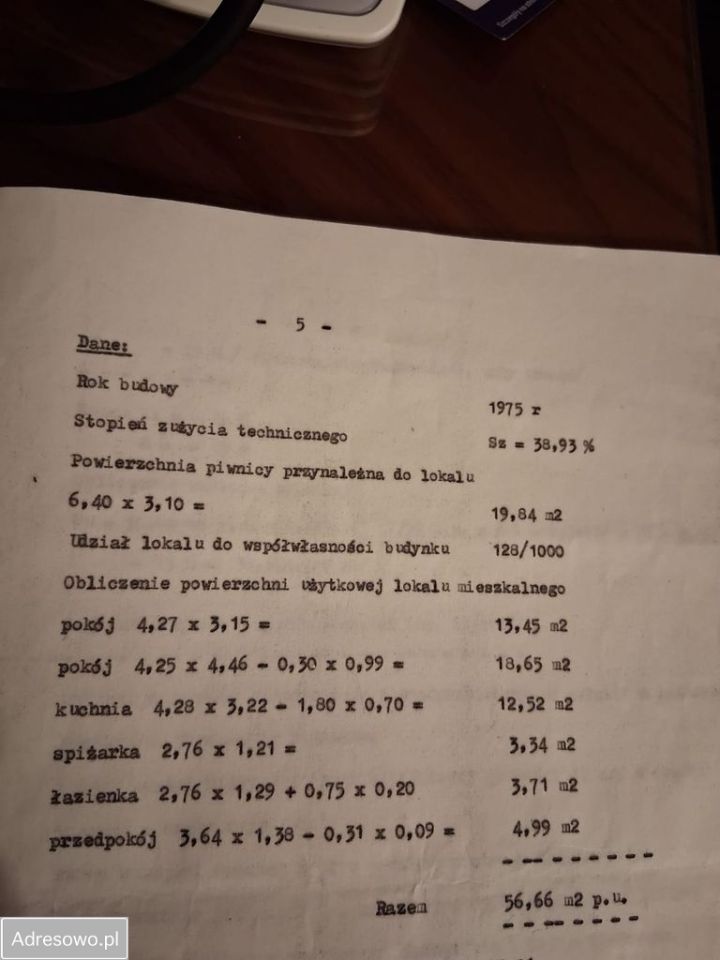 - 5 -
Dane:
Rok budowy 1975 r
Stopień zużycia technicznego Sz = 38,93 %
Powierzchnia piwnicy przynależna do lokalu
6,40 x 3,10 = 19,84 m2
Udział lokalu do współwłasności budynku 128/1000
Obliczenie powierzchni użytkowej lokalu mieszkalnego
pokój 4,27 x 3,15 = 13,45 m2
pokój 4,25 x 4,46 - 0,30 x 0,99 = 18,65 m2
kuchnia 4,28 x 3,22 - 1,80 x 0,70 = 12,52 m2
spiżarka 2,76 x 1,21 = 3,34 m2
łazienka 2,76 x 1,29 + 0,75 x 0,20 3,71 m2
przedpokój 3,64 x 1,38 - 0,31 x 0,09 = 4,99 m2
Razem 56,66 m2 p.u.
Adresowo.pl